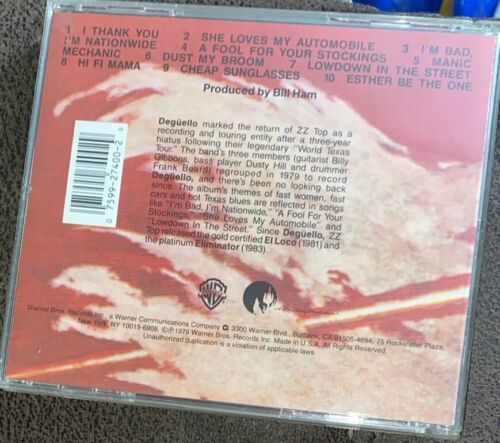 1 I THANK YOU 2 SHE LOVES MY AUTOMOBILE 3 I'M BAD,
I'M NATIONWIDE 4 A FOOL FOR YOUR STOCKINGS 5 MANIC
MECHANIC 6 DUST MY BROOM 7 LOWDOWN IN THE STREET
8 HI FI MAMA 9 CHEAP SUNGLASSES 10 ESTHER BE THE ONE
Produced by Bill Ham
Degüello marked the return of ZZ Top as a
recording and touring entity after a three-year
hiatus following their legendary "World Texas
Tour." The band's three members (guitarist Billy
Gibbons, bass player Dusty Hill and drummer
Frank Beard), regrouped in 1979 to record
Degüello, and there's been no looking back
since. The album's themes of fast women, fast
cars and hot Texas blues are reflected in songs
like "I'm Bad, I'm Nationwide," "A Fool For Your
Stockings," "She Loves My Automobile" and
"Lowdown In The Street." Since Degüello, ZZ
Top released the gold certified El Loco (1981) and
the platinum Eliminator (1983).
0 75992-7400-2 9
Warner Bros. Records Inc., a Warner Communications Company 3300 Warner Blvd., Burbank, CA 91505-4694. 75 Rockefeller Plaza,
New York, NY 10019-6908. ©℗ 1979 Warner Bros. Records Inc. Made in U.S.A. All Rights Reserved.
Unauthorized duplication is a violation of applicable laws.